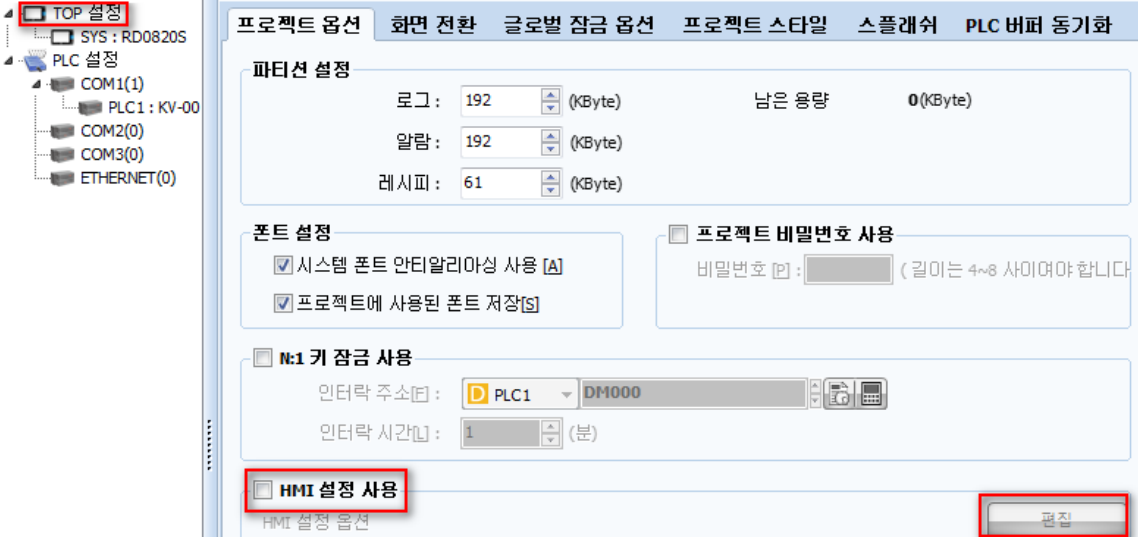 TOP 설정
SYS : RD0820S
PLC 설정
COM1(1)
PLC1 : KV-00
COM2(0)
COM3(0)
ETHERNET(0)
프로젝트 옵션 화면 전환 글로벌 잠금 옵션 프로젝트 스타일 스플래쉬 PLC 버퍼 동기화
파티션 설정
로그 : 192 (KByte) 남은 용량 0(KByte)
알람 : 192 (KByte)
레시피 : 61 (KByte)
폰트 설정
시스템 폰트 안티알리아싱 사용 [A]
프로젝트에 사용된 폰트 저장[S]
프로젝트 비밀번호 사용
비밀번호 [P] : ( 길이는 4~8 사이여야 합니다
N:1 키 잠금 사용
인터락 주소[F] : D PLC1 DM000
인터락 시간[L] : 1 (분)
HMI 설정 사용
HMI 설정 옵션
편집